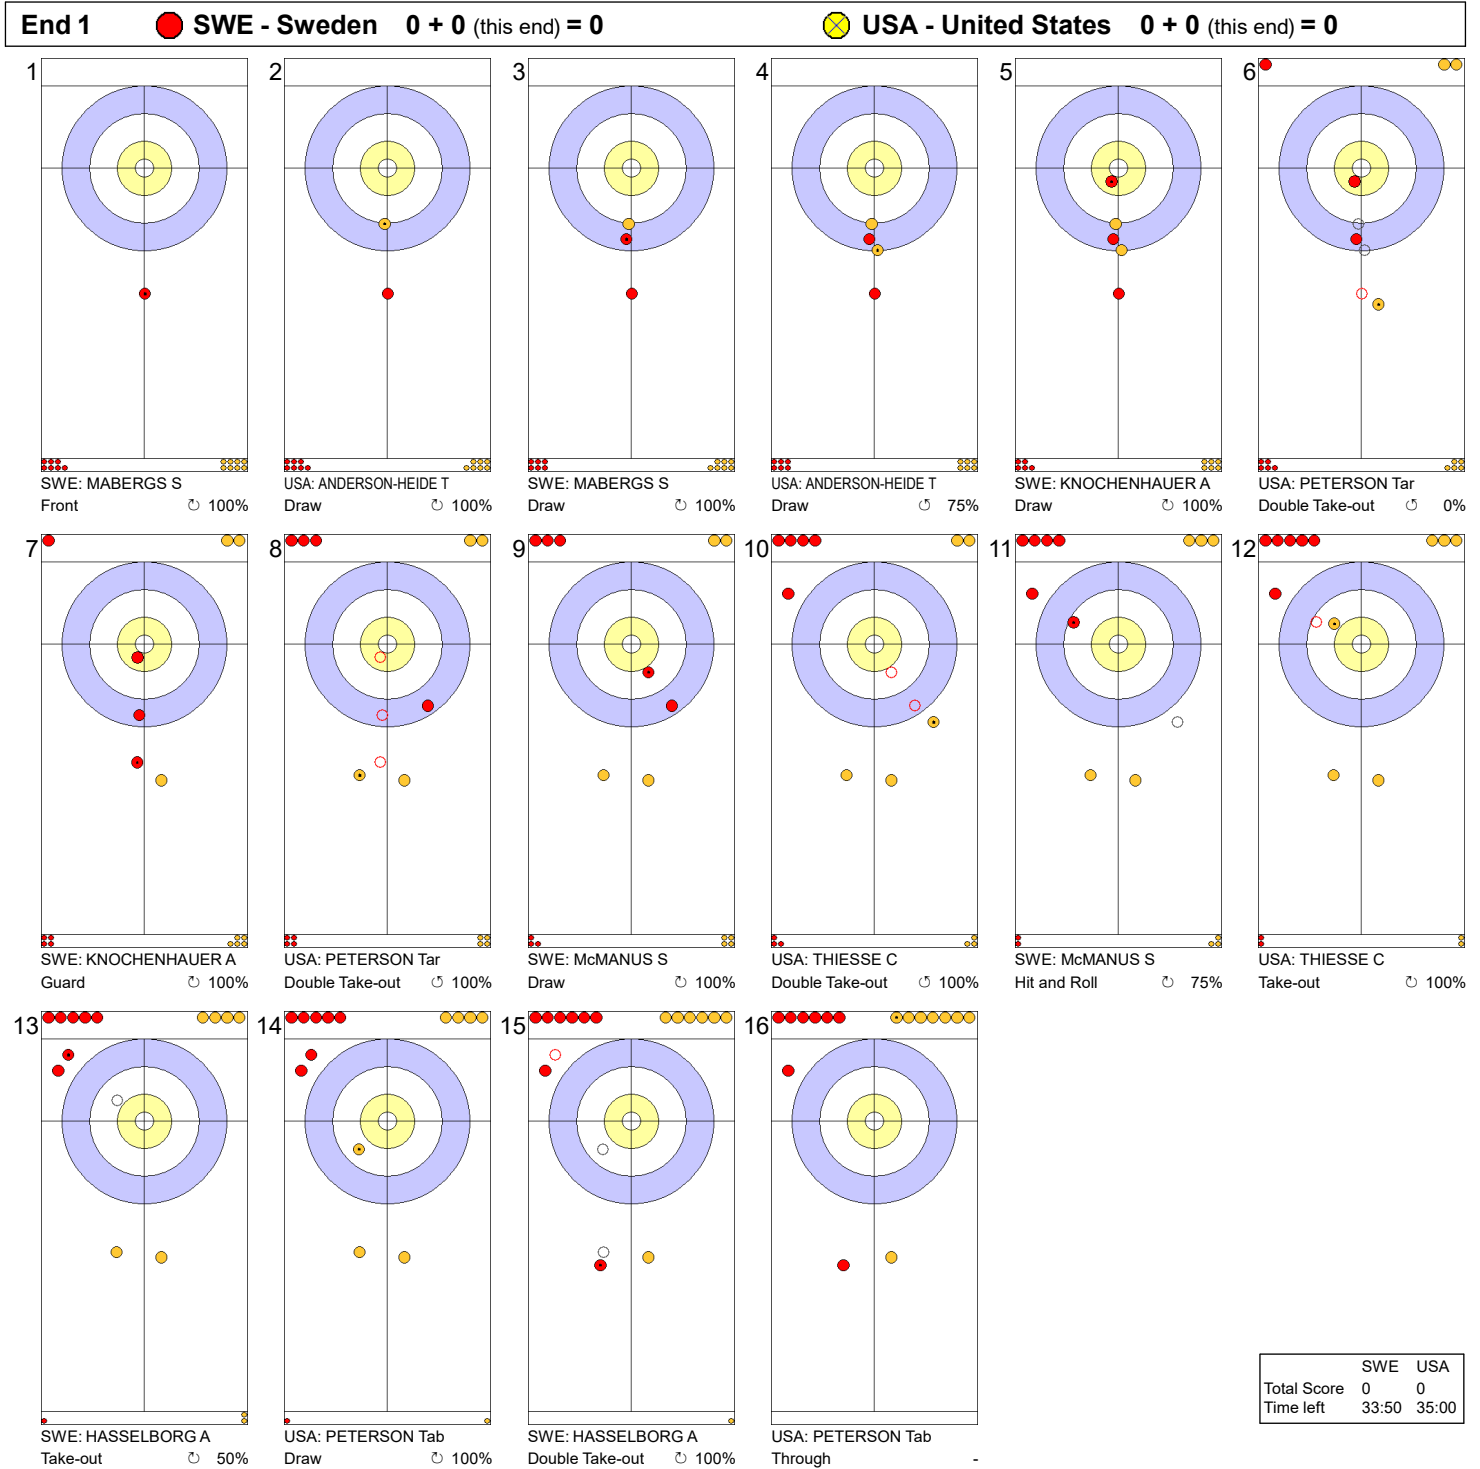 End 1 SWE - Sweden 0 + 0 (this end) = 0 USA - United States 0 + 0 (this end) = 0
1 2 3 4 5 6
SWE: MABERGS S USA: ANDERSON-HEIDE T SWE: MABERGS S USA: ANDERSON-HEIDE T SWE: KNOCHENHAUER A USA: PETERSON Tar
Front ↻ 100% Draw ↻ 100% Draw ↻ 100% Draw ↺ 75% Draw ↻ 100% Double Take-out ↺ 0%
7 8 9 10 11 12
SWE: KNOCHENHAUER A USA: PETERSON Tar SWE: McMANUS S USA: THIESSE C SWE: McMANUS S USA: THIESSE C
Guard ↻ 100% Double Take-out ↺ 100% Draw ↻ 100% Double Take-out ↺ 100% Hit and Roll ↻ 75% Take-out ↻ 100%
13 14 15 16
SWE: HASSELBORG A USA: PETERSON Tab SWE: HASSELBORG A USA: PETERSON Tab
Take-out ↻ 50% Draw ↻ 100% Double Take-out ↻ 100% Through -
SWE USA
Total Score 0 0
Time left 33:50 35:00